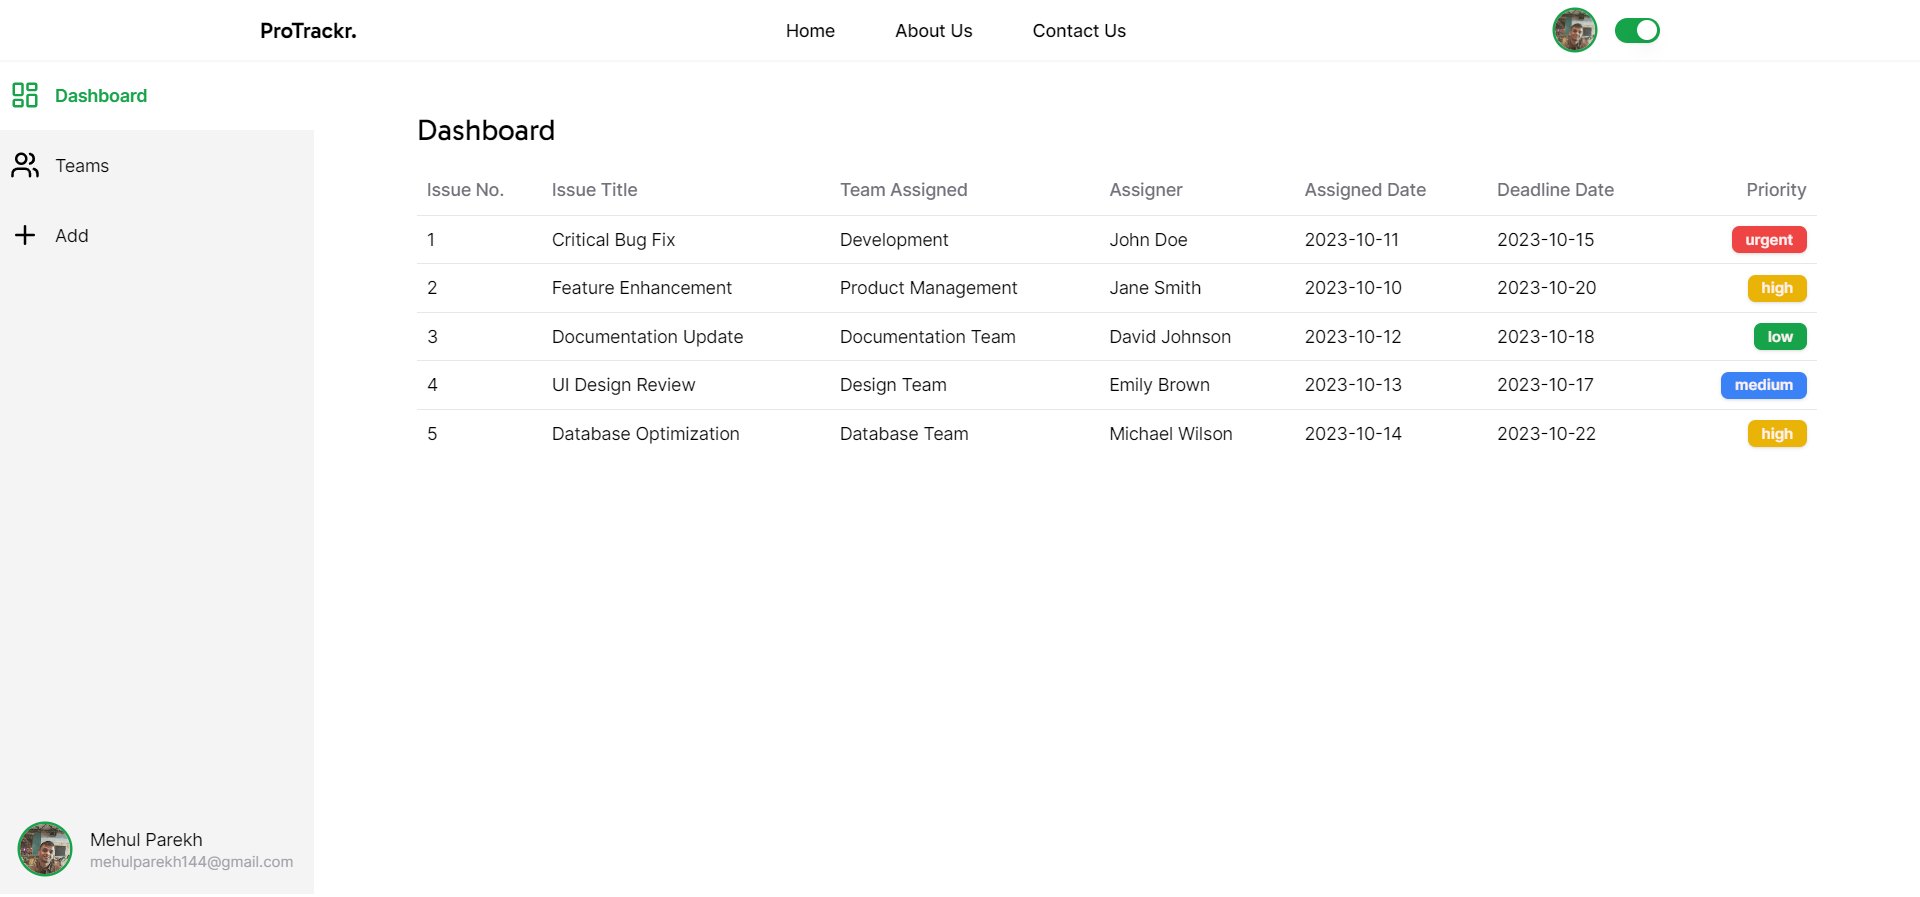 ProTrackr.
Home About Us Contact Us
Dashboard
Teams
Add
Dashboard
Issue No. Issue Title Team Assigned Assigner Assigned Date Deadline Date Priority
1 Critical Bug Fix Development John Doe 2023-10-11 2023-10-15 urgent
2 Feature Enhancement Product Management Jane Smith 2023-10-10 2023-10-20 high
3 Documentation Update Documentation Team David Johnson 2023-10-12 2023-10-18 low
4 UI Design Review Design Team Emily Brown 2023-10-13 2023-10-17 medium
5 Database Optimization Database Team Michael Wilson 2023-10-14 2023-10-22 high
Mehul Parekh
mehulparekh144@gmail.com